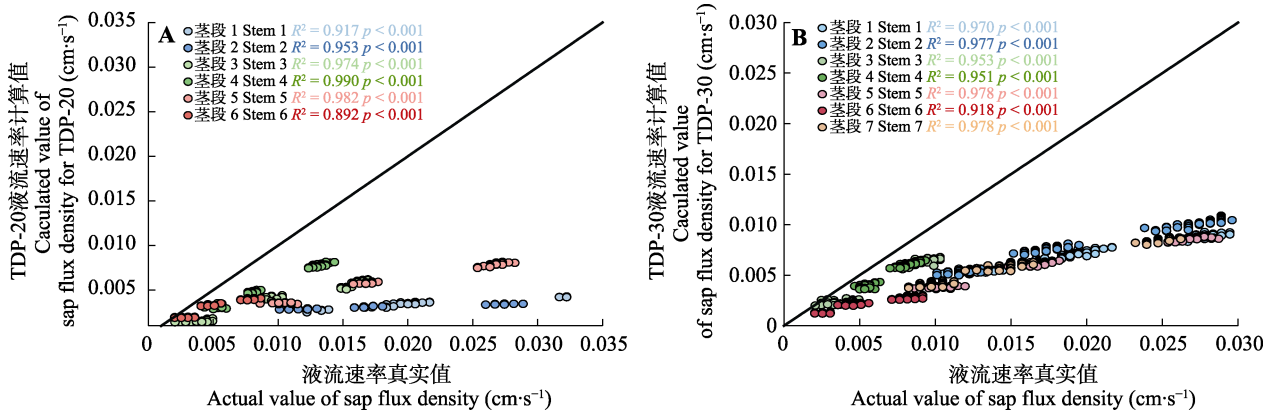 TDP-20液流速率计算值
Caculated value of
sap flux density for TDP-20 (cm·s⁻¹)
0.035
0.030
0.025
0.020
0.015
0.010
0.005
A
茎段 1 Stem 1 R² = 0.917 p < 0.001
茎段 2 Stem 2 R² = 0.953 p < 0.001
茎段 3 Stem 3 R² = 0.974 p < 0.001
茎段 4 Stem 4 R² = 0.990 p < 0.001
茎段 5 Stem 5 R² = 0.982 p < 0.001
茎段 6 Stem 6 R² = 0.892 p < 0.001
0 0.005 0.010 0.015 0.020 0.025 0.030 0.035
液流速率真实值
Actual value of sap flux density (cm·s⁻¹)
TDP-30液流速率计算值
Caculated value
of sap flux density for TDP-30 (cm·s⁻¹)
0.030
0.025
0.020
0.015
0.010
0.005
0
B
茎段 1 Stem 1 R² = 0.970 p < 0.001
茎段 2 Stem 2 R² = 0.977 p < 0.001
茎段 3 Stem 3 R² = 0.953 p < 0.001
茎段 4 Stem 4 R² = 0.951 p < 0.001
茎段 5 Stem 5 R² = 0.978 p < 0.001
茎段 6 Stem 6 R² = 0.918 p < 0.001
茎段 7 Stem 7 R² = 0.978 p < 0.001
0 0.005 0.010 0.015 0.020 0.025 0.030
液流速率真实值
Actual value of sap flux density (cm·s⁻¹)